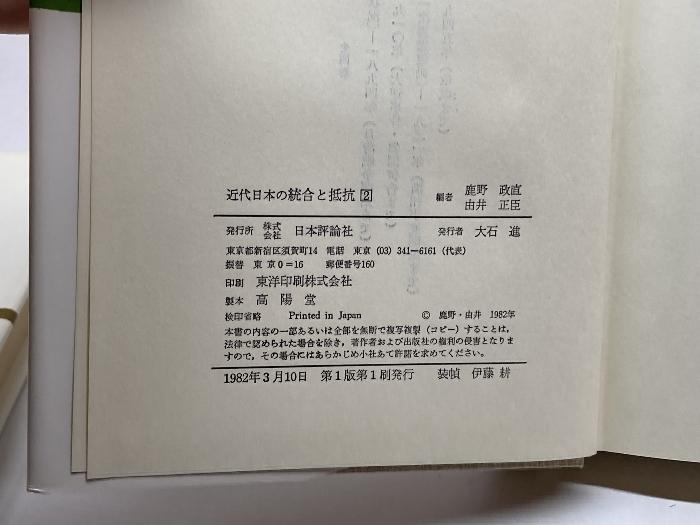 近代日本の統合と抵抗 2 編者 鹿野 政直
由井 正臣
発行所 株式会社 日本評論社 発行者 大石 進
東京都新宿区須賀町14 電話 東京 (03) 341-6161 (代表)
振替 東京0=16 郵便番号160
印刷 東洋印刷株式会社
製本 高陽堂
検印省略 Printed in Japan © 鹿野・由井 1982年
本書の内容の一部あるいは全部を無断で複写複製(コピー)することは,
法律で認められた場合を除き,著作者および出版社の権利の侵害となりま
すので,その場合にはあらかじめ小社あて許諾を求めてください。
1982年3月10日 第1版第1刷発行 装幀 伊藤 耕